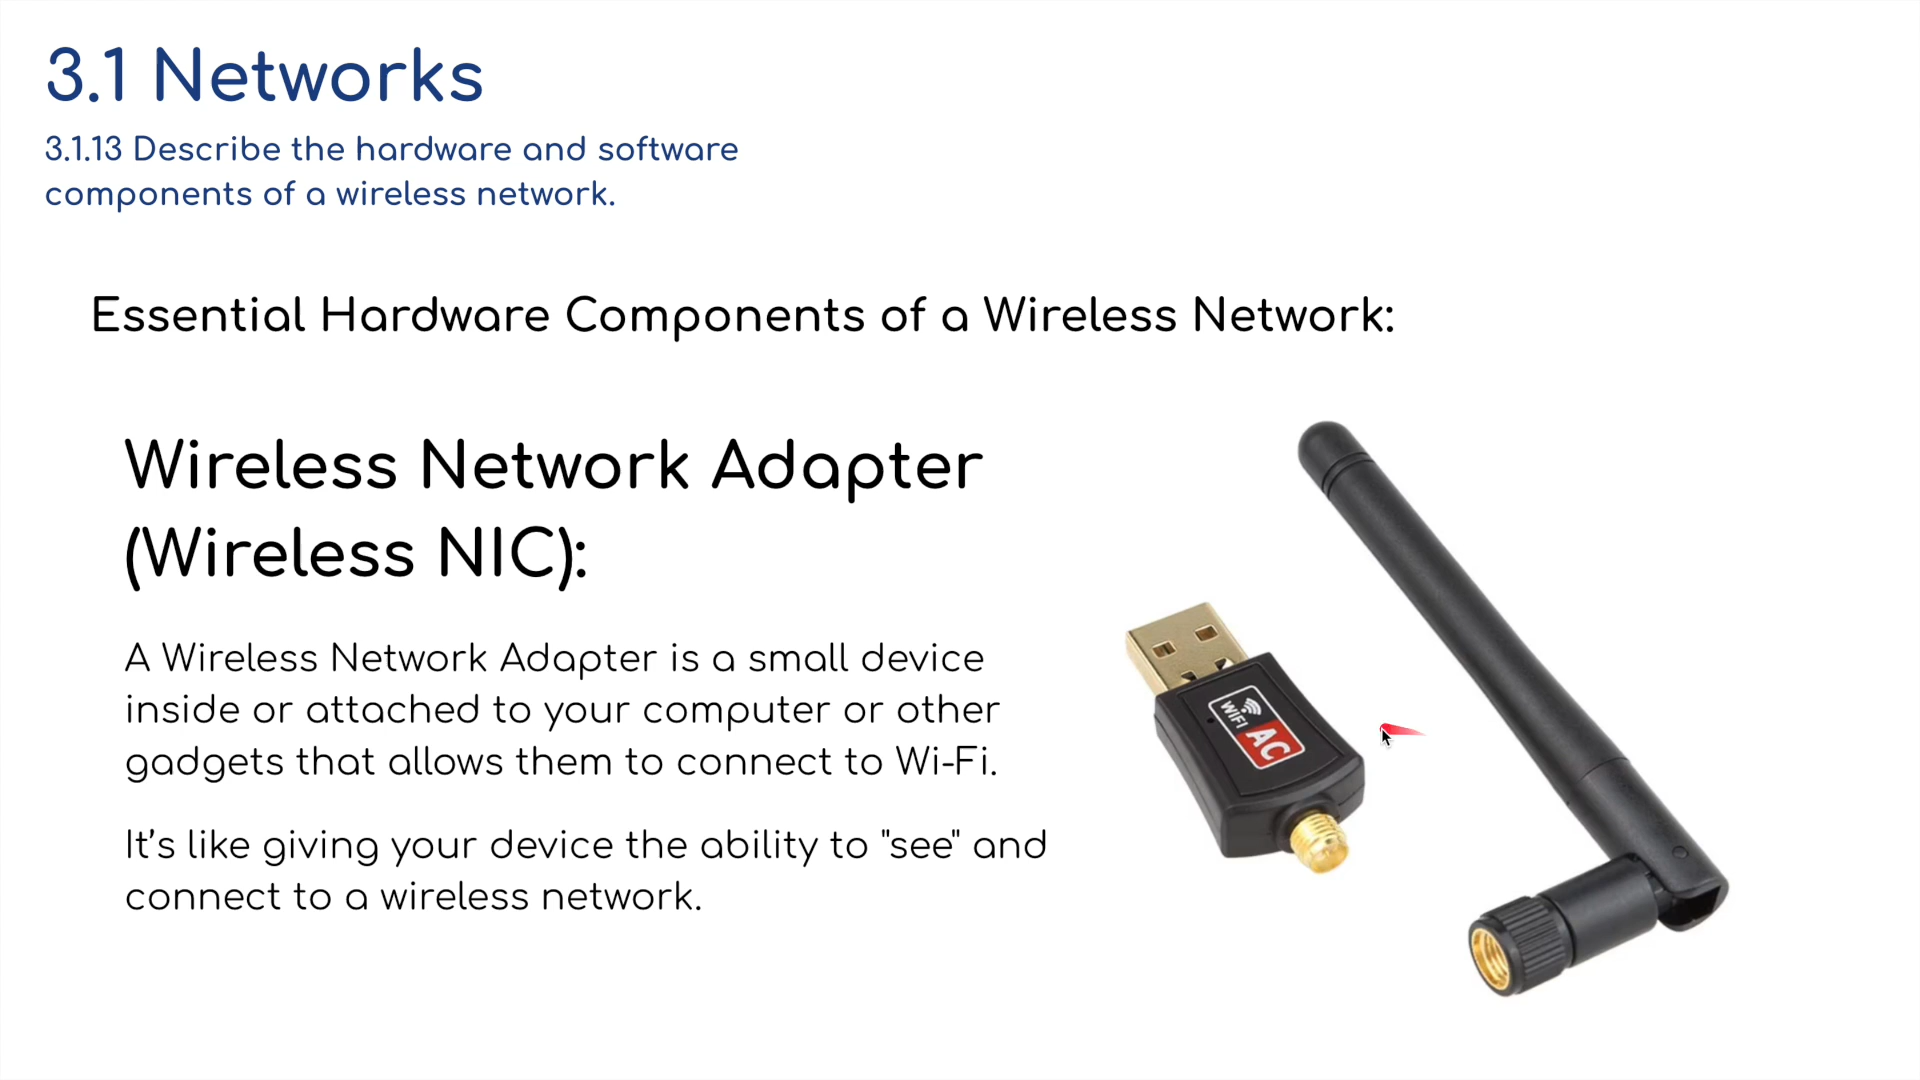 3.1 Networks
3.1.13 Describe the hardware and software
components of a wireless network.
Essential Hardware Components of a Wireless Network:
Wireless Network Adapter
(Wireless NIC):
A Wireless Network Adapter is a small device
inside or attached to your computer or other
gadgets that allows them to connect to Wi-Fi.
It’s like giving your device the ability to "see" and
connect to a wireless network.
WiFi
AC